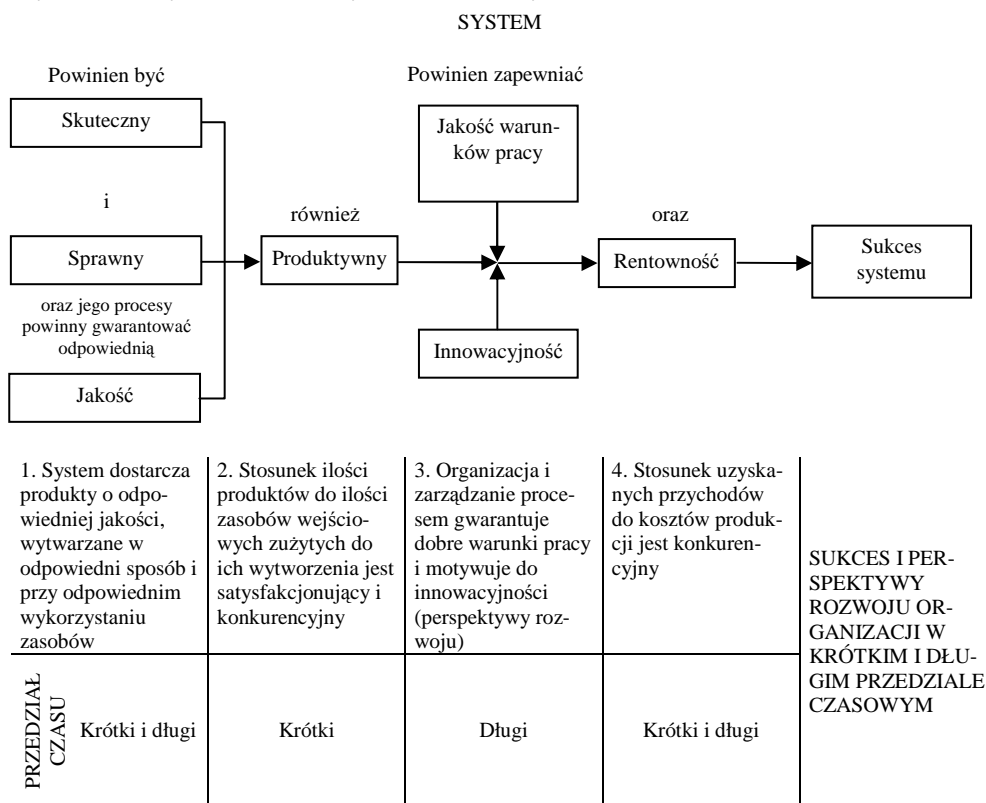 SYSTEM
Powinien być
Powinien zapewniać
Skuteczny
Jakość warun-
ków pracy
i
również
oraz
Sprawny
Produktywny
Rentowność
Sukces
systemu
oraz jego procesy
powinny gwarantować
odpowiednią
Innowacyjność
Jakość
1. System dostarcza
produkty o odpo-
wiedniej jakości,
wytwarzane w
odpowiedni sposób i
przy odpowiednim
wykorzystaniu
zasobów
2. Stosunek ilości
produktów do ilości
zasobów wejścio-
wych zużytych do
ich wytworzenia jest
satysfakcjonujący i
konkurencyjny
3. Organizacja i
zarządzanie proce-
sem gwarantuje
dobre warunki pracy
i motywuje do
innowacyjności
(perspektywy roz-
woju)
4. Stosunek uzyska-
nych przychodów
do kosztów produk-
cji jest konkuren-
cyjny
SUKCES I PER-
SPEKTYWY
ROZWOJU OR-
GANIZACJI W
KRÓTKIM I DŁU-
GIM PRZEDZIALE
CZASOWYM
PRZEDZIAŁ
CZASU
Krótki i długi
Krótki
Długi
Krótki i długi